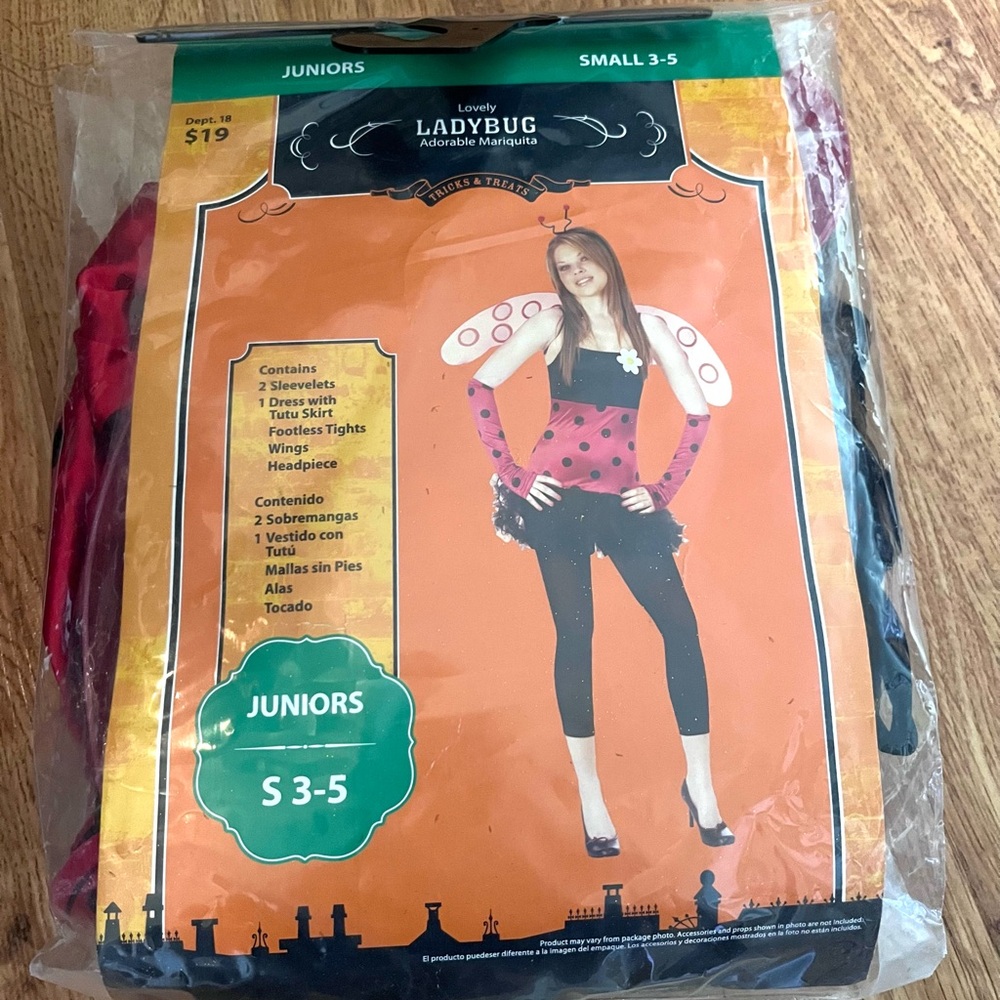 JUNIORS
SMALL 3-5
Dept. 18
$19
Lovely
LADYBUG
Adorable Mariquita
TRICKS & TREATS
Contains
2 Sleevelets
1 Dress with
Tutu Skirt
Footless Tights
Wings
Headpiece
Contenido
2 Sobremangas
1 Vestido con
Tutú
Mallas sin Pies
Alas
Tocado
JUNIORS
S 3-5
Product may vary from package photo. Accessories and props shown in photo are not included.
El producto puedeser diferente a la imagen del empaque. Los accesorios y decoraciones mostrados en la foto no están incluidos.